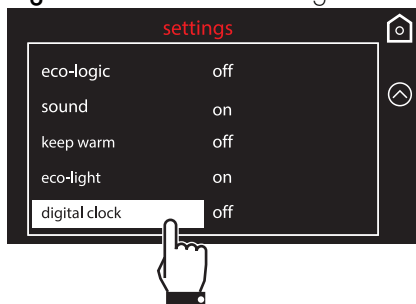 settings
eco-logic off
sound on
keep warm off
eco-light on
digital clock off